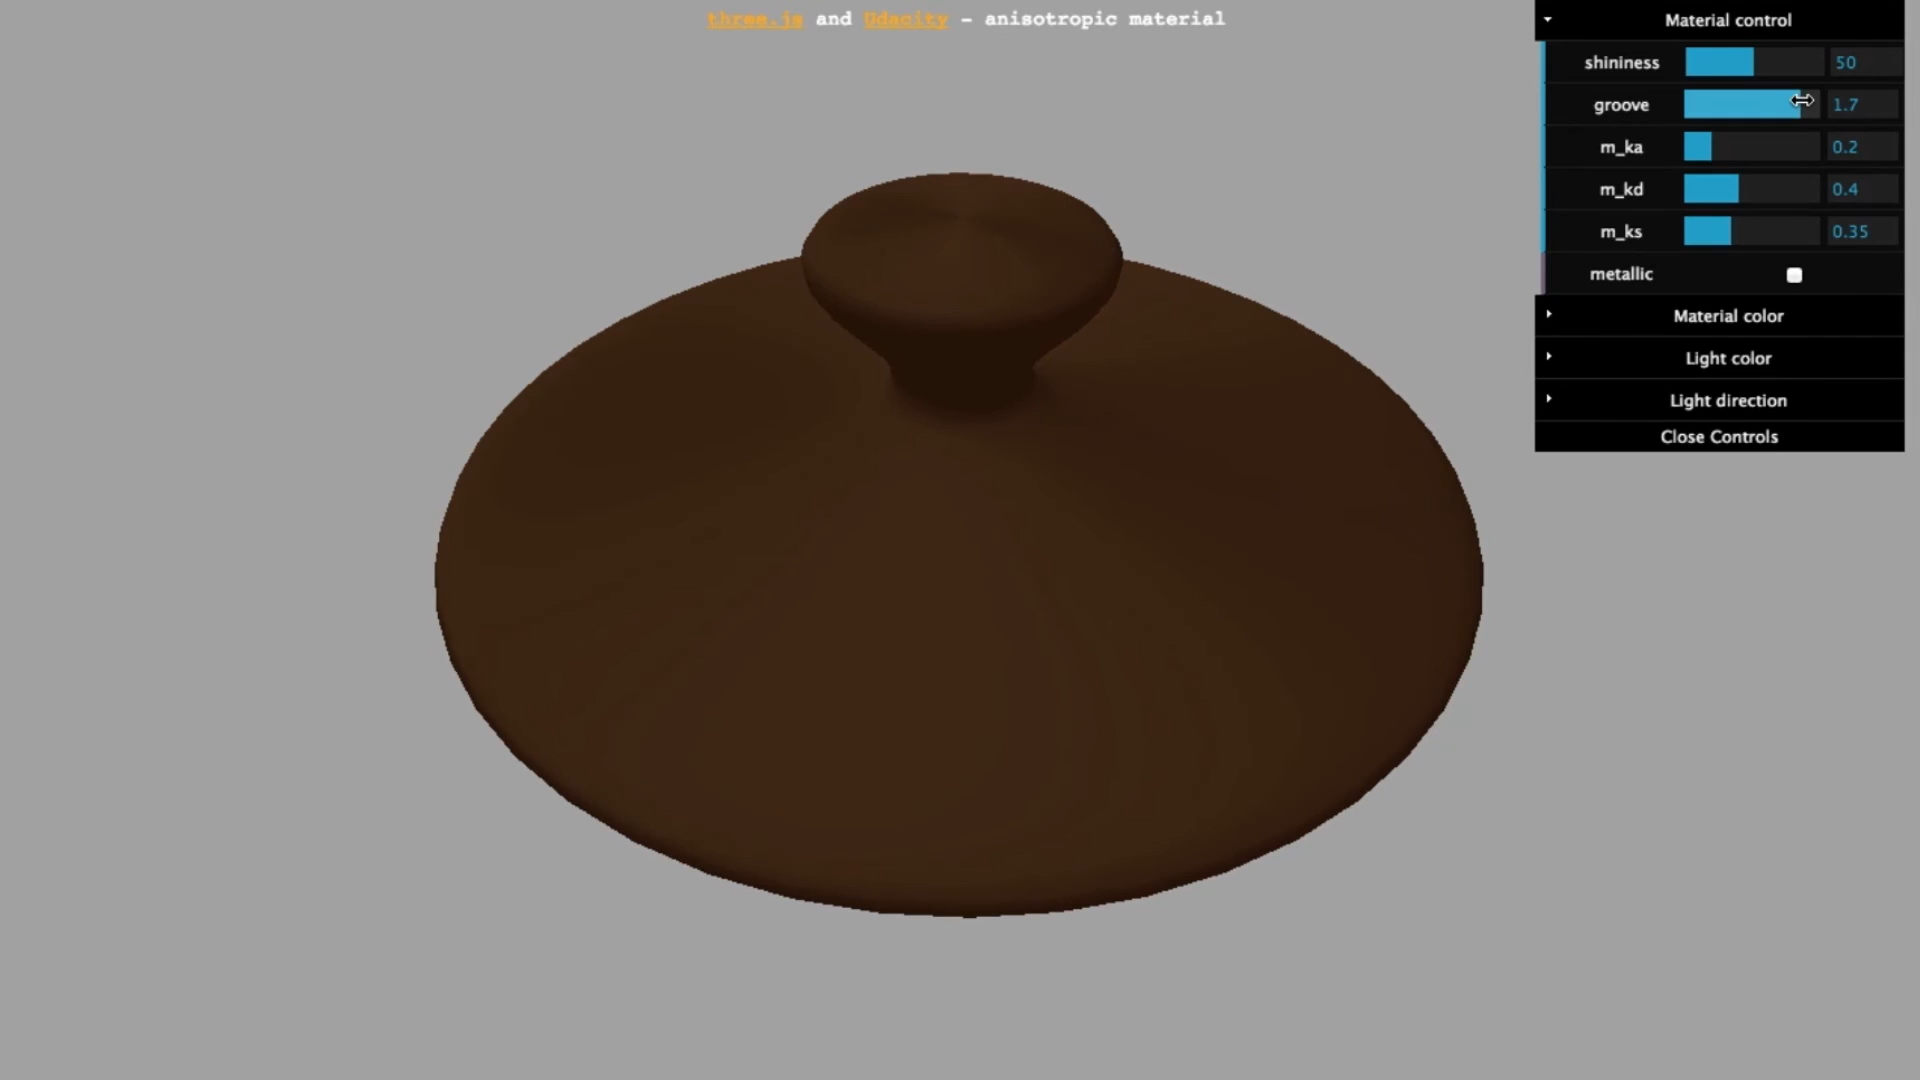 three.js and Udacity - anisotropic material
Material control
shininess 50
groove 1.7
m_ka 0.2
m_kd 0.4
m_ks 0.35
metallic
Material color
Light color
Light direction
Close Controls